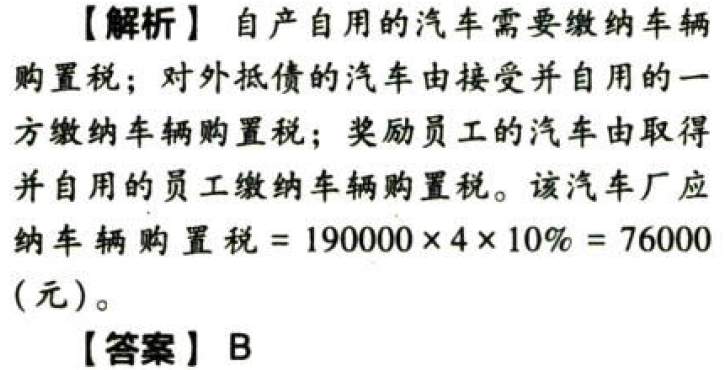 【解析】 自产自用的汽车需要缴纳车辆
购置税；对外抵债的汽车由接受并自用的一
方缴纳车辆购置税；奖励员工的汽车由取得
并自用的员工缴纳车辆购置税。该汽车厂应
纳车辆购置税 = 190000 × 4 × 10% = 76000
(元)。
【答案】 B